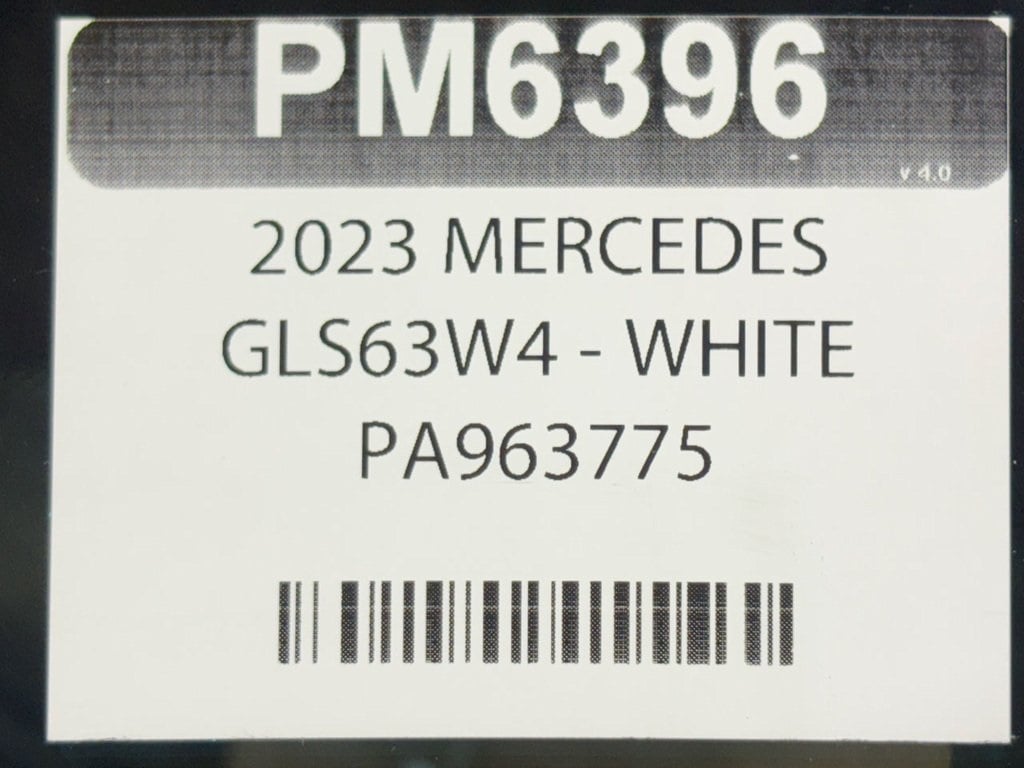 PM6396
v 4.0
2023 MERCEDES
GLS63W4 - WHITE
PA963775